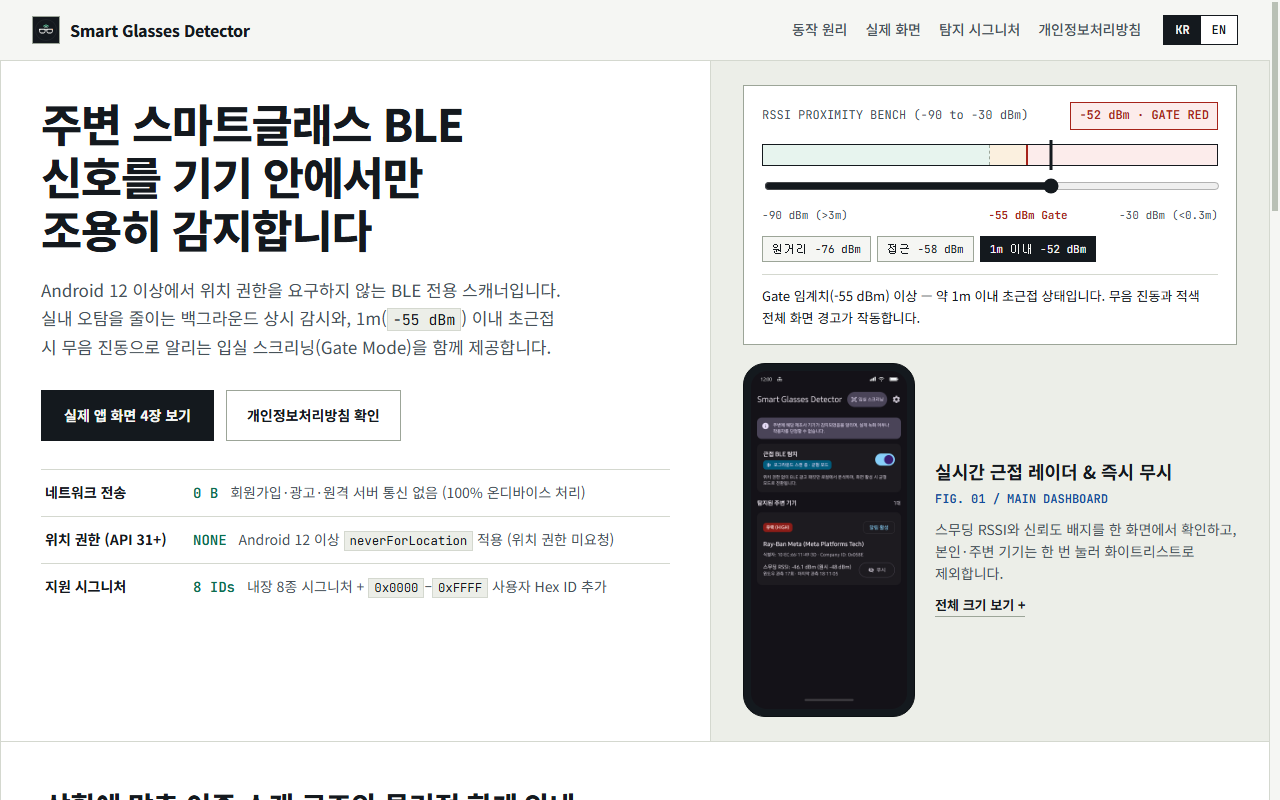 Smart Glasses Detector
동작 원리 실제 화면 탐지 시그니처 개인정보처리방침 KR EN
주변 스마트글래스 BLE
신호를 기기 안에서만
조용히 감지합니다
Android 12 이상에서 위치 권한을 요구하지 않는 BLE 전용 스캐너입니다.
실내 오탐을 줄이는 백그라운드 상시 감시와, 1m( -55 dBm ) 이내 초근접
시 무음 진동으로 알리는 입실 스크리닝(Gate Mode)을 함께 제공합니다.
실제 앱 화면 4장 보기 개인정보처리방침 확인
네트워크 전송 0 B 회원가입·광고·원격 서버 통신 없음 (100% 온디바이스 처리)
위치 권한 (API 31+) NONE Android 12 이상 neverForLocation 적용 (위치 권한 미요청)
지원 시그니처 8 IDs 내장 8종 시그니처 + 0x0000 – 0xFFFF 사용자 Hex ID 추가
RSSI PROXIMITY BENCH (-90 to -30 dBm) -52 dBm · GATE RED
-90 dBm (>3m) -55 dBm Gate -30 dBm (<0.3m)
원거리 -76 dBm 접근 -58 dBm 1m 이내 -52 dBm
Gate 임계치(-55 dBm) 이상 — 약 1m 이내 초근접 상태입니다. 무음 진동과 적색
전체 화면 경고가 작동합니다.
12:00
Smart Glasses Detector
근접 BLE 탐지
탐지된 주변 기기
Ray-Ban Meta (Meta Platforms Tech)
무시
실시간 근접 레이더 & 즉시 무시
FIG. 01 / MAIN DASHBOARD
스무딩 RSSI와 신뢰도 배지를 한 화면에서 확인하고,
본인·주변 기기는 한 번 눌러 화이트리스트로
제외합니다.
전체 크기 보기 +